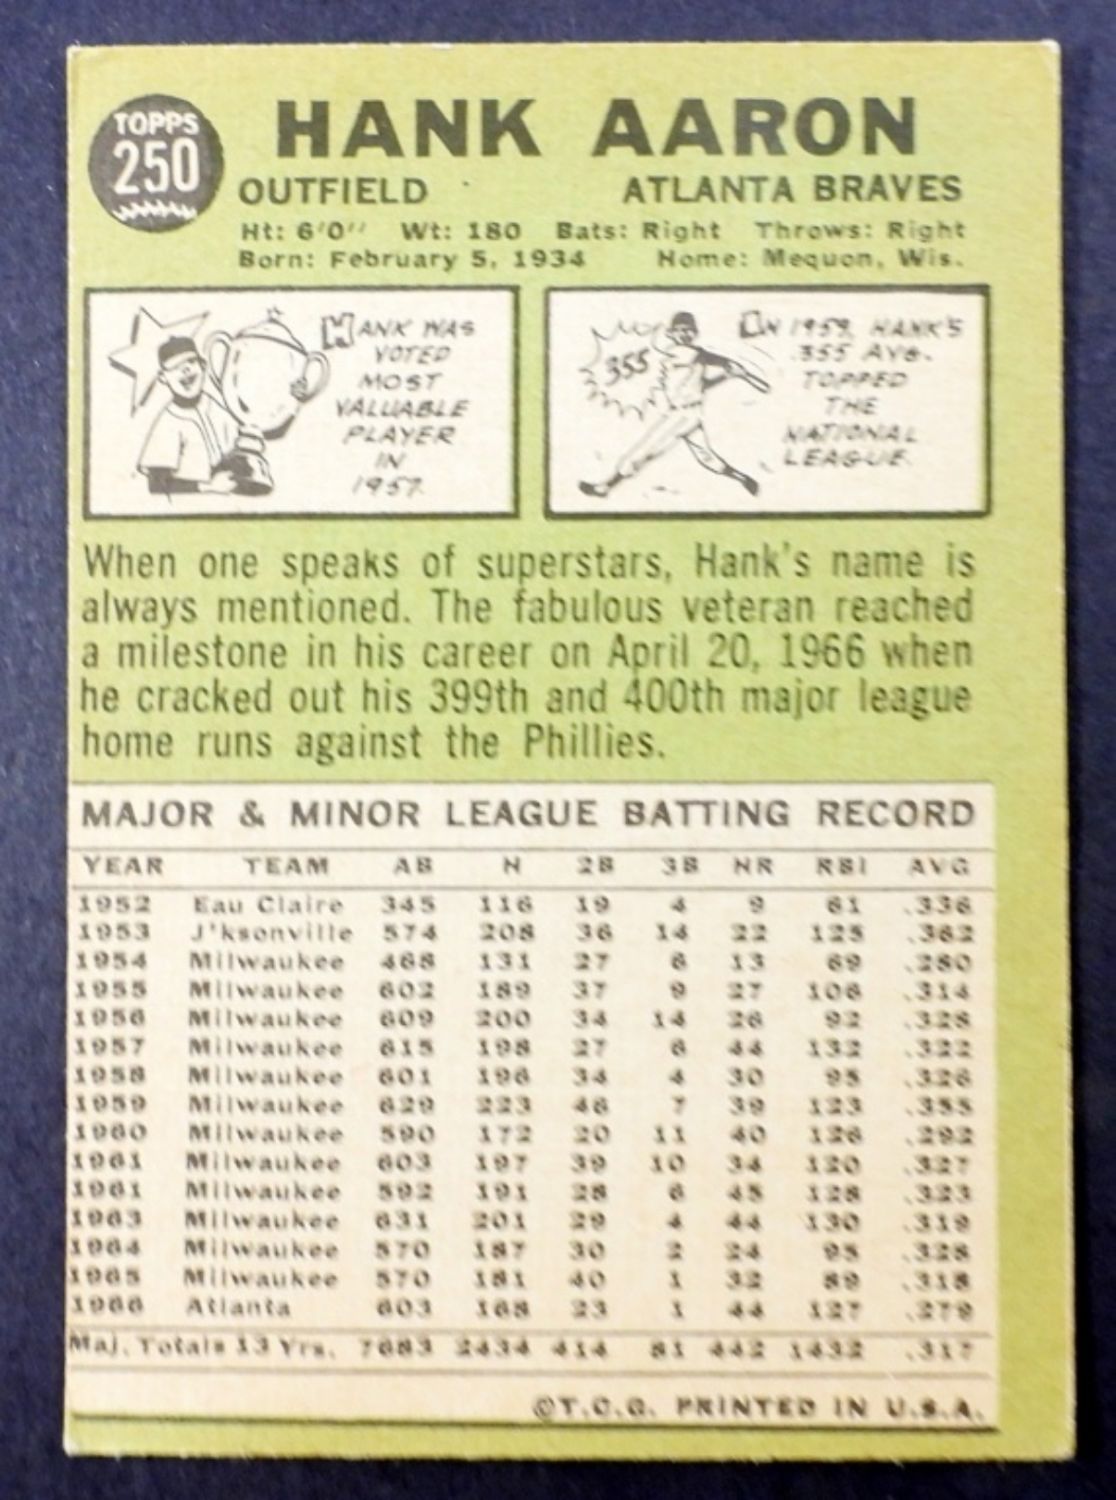 TOPPS
250
HANK AARON
OUTFIELD ATLANTA BRAVES
Ht: 6'0" Wt: 180 Bats: Right Throws: Right
Born: February 5, 1934 Home: Mequon, Wis.
HANK WAS
VOTED
MOST
VALUABLE
PLAYER
IN
1957.
355
IN 1959, HANK'S
.355 AVG.
TOPPED
THE
NATIONAL
LEAGUE.
When one speaks of superstars, Hank's name is
always mentioned. The fabulous veteran reached
a milestone in his career on April 20, 1966 when
he cracked out his 399th and 400th major league
home runs against the Phillies.
MAJOR & MINOR LEAGUE BATTING RECORD
YEAR TEAM AB H 2B 3B HR RBI AVG
1952 Eau Claire 345 116 19 4 9 61 .336
1953 J'ksonville 574 208 36 14 22 125 .362
1954 Milwaukee 468 131 27 6 13 69 .280
1955 Milwaukee 602 189 37 9 27 106 .314
1956 Milwaukee 609 200 34 14 26 92 .328
1957 Milwaukee 615 198 27 6 44 132 .322
1958 Milwaukee 601 196 34 4 30 95 .326
1959 Milwaukee 629 223 46 7 39 123 .355
1960 Milwaukee 590 172 20 11 40 126 .292
1961 Milwaukee 603 197 39 10 34 120 .327
1961 Milwaukee 592 191 28 6 45 128 .323
1963 Milwaukee 631 201 29 4 44 130 .319
1964 Milwaukee 570 187 30 2 24 95 .328
1965 Milwaukee 570 181 40 1 32 89 .318
1966 Atlanta 603 168 23 1 44 127 .279
Maj. Totals 13 Yrs. 7683 2434 414 81 442 1432 .317
©T.C.G. PRINTED IN U.S.A.